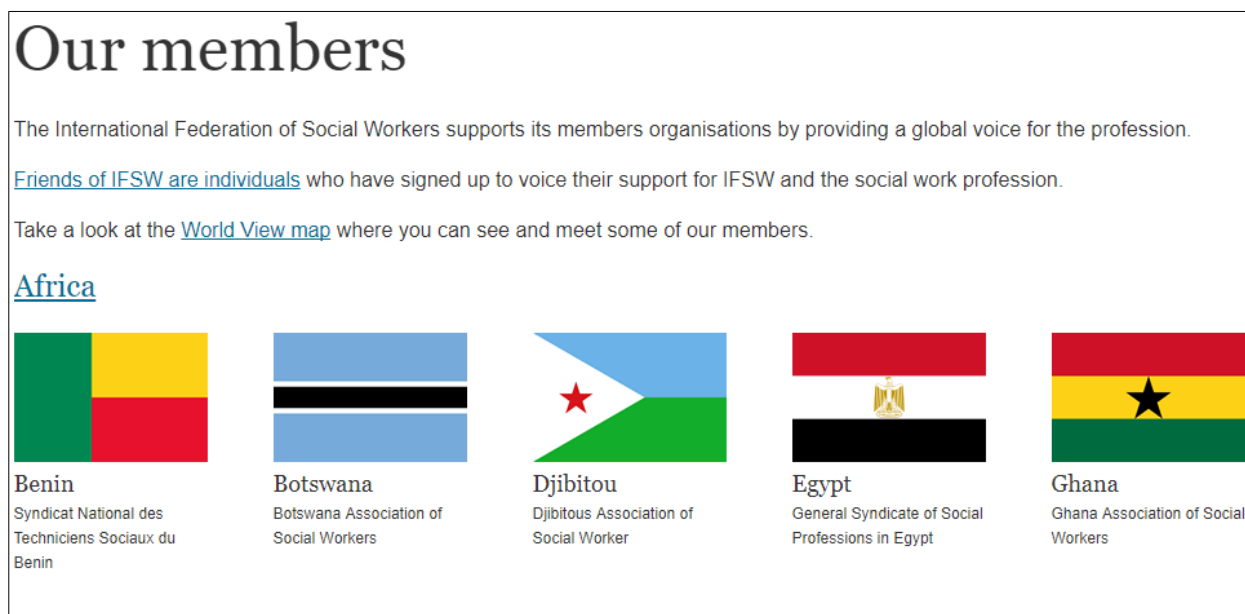 Our members
The International Federation of Social Workers supports its members organisations by providing a global voice for the profession.
Friends of IFSW are individuals who have signed up to voice their support for IFSW and the social work profession.
Take a look at the World View map where you can see and meet some of our members.
Africa
Benin
Syndicat National des
Techniciens Sociaux du
Benin
Botswana
Botswana Association of
Social Workers
Djibitou
Djibitous Association of
Social Worker
Egypt
General Syndicate of Social
Professions in Egypt
Ghana
Ghana Association of Social
Workers